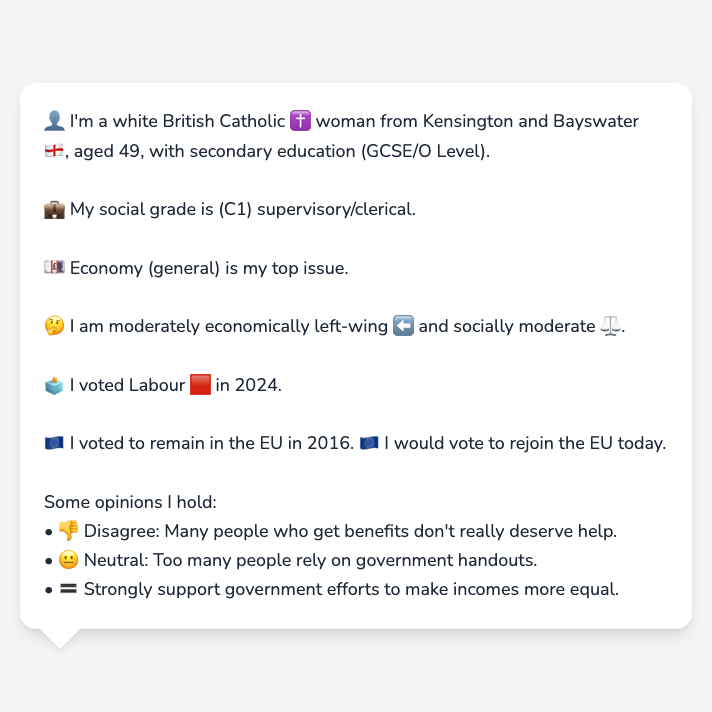 👤 I'm a white British Catholic ✝️ woman from Kensington and Bayswater
🏴󠁧󠁢󠁥󠁮󠁧󠁿, aged 49, with secondary education (GCSE/O Level).
💼 My social grade is (C1) supervisory/clerical.
💷 Economy (general) is my top issue.
🤔 I am moderately economically left-wing ⬅️ and socially moderate ⚖️.
🗳️ I voted Labour 🟥 in 2024.
🇪🇺 I voted to remain in the EU in 2016. 🇪🇺 I would vote to rejoin the EU today.
Some opinions I hold:
• 👎 Disagree: Many people who get benefits don't really deserve help.
• 😐 Neutral: Too many people rely on government handouts.
• 🟰 Strongly support government efforts to make incomes more equal.